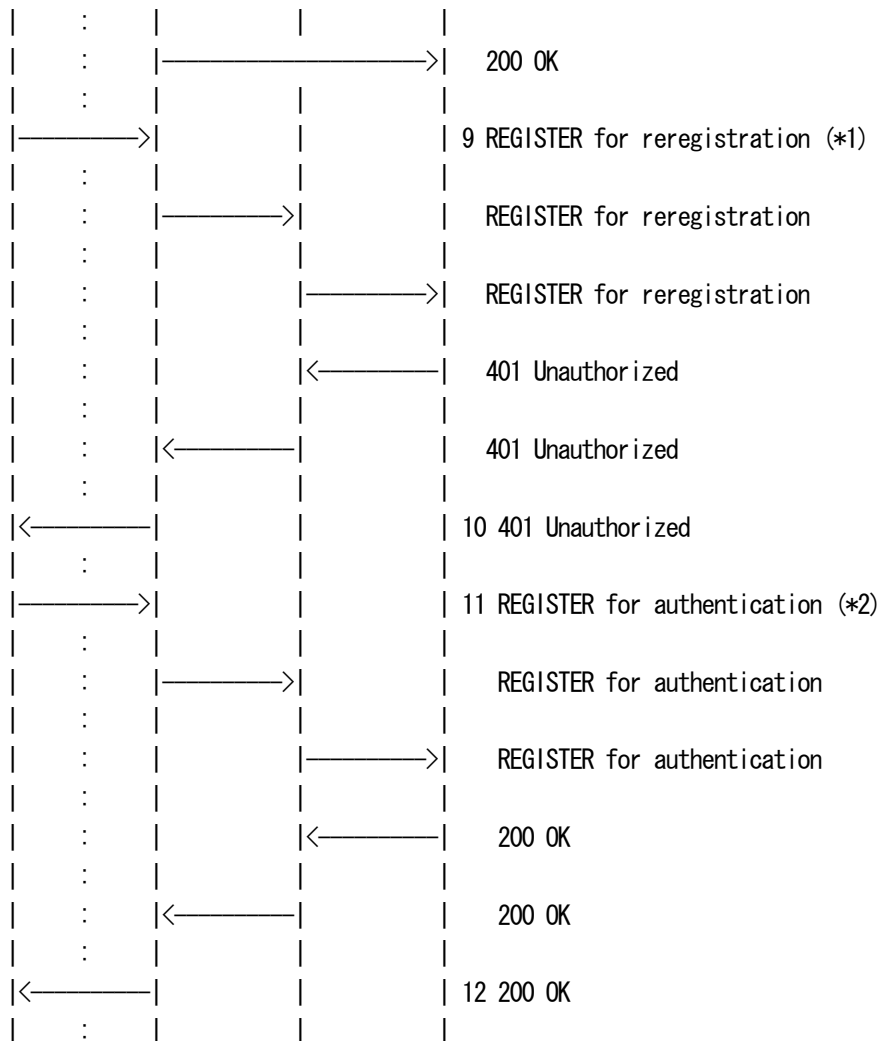 200 OK
9 REGISTER for reregistration (*1)
REGISTER for reregistration
REGISTER for reregistration
401 Unauthorized
401 Unauthorized
10 401 Unauthorized
11 REGISTER for authentication (*2)
REGISTER for authentication
REGISTER for authentication
200 OK
200 OK
12 200 OK